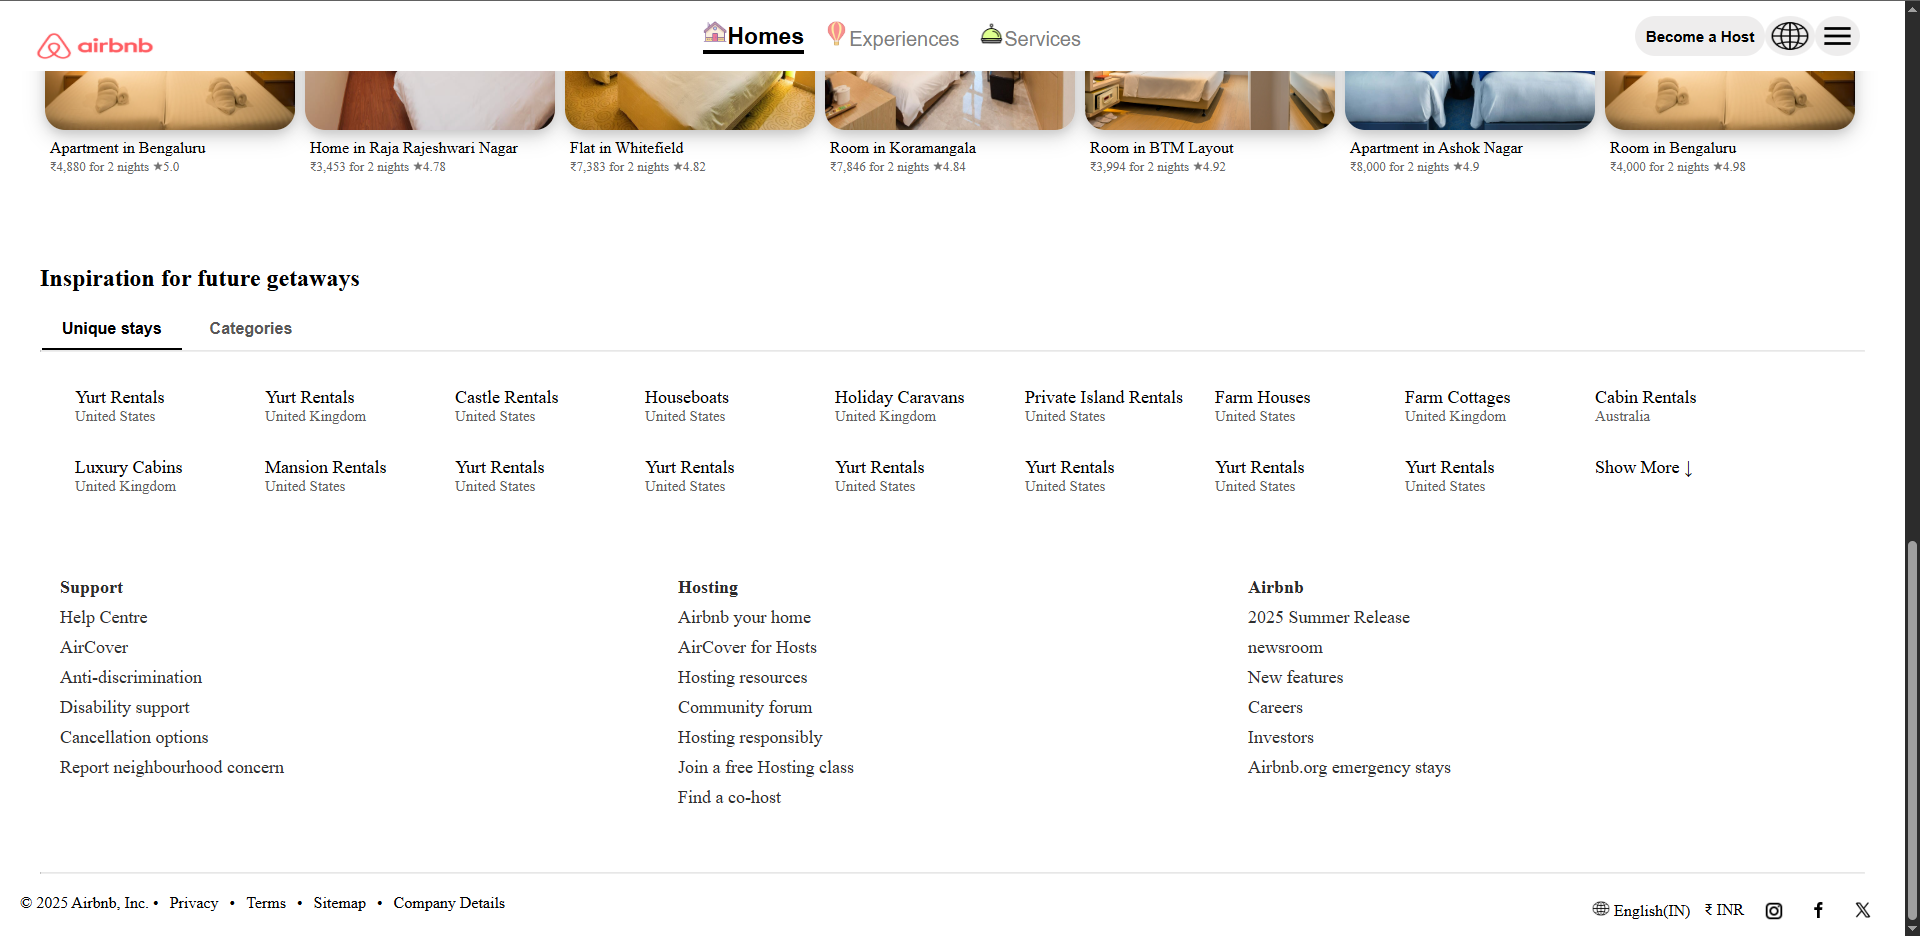 airbnb
Homes Experiences Services
Become a Host
Apartment in Bengaluru
₹4,880 for 2 nights ★5.0
Home in Raja Rajeshwari Nagar
₹3,453 for 2 nights ★4.78
Flat in Whitefield
₹7,383 for 2 nights ★4.82
Room in Koramangala
₹7,846 for 2 nights ★4.84
Room in BTM Layout
₹3,994 for 2 nights ★4.92
Apartment in Ashok Nagar
₹8,000 for 2 nights ★4.9
Room in Bengaluru
₹4,000 for 2 nights ★4.98
Inspiration for future getaways
Unique stays Categories
Yurt Rentals
United States
Yurt Rentals
United Kingdom
Castle Rentals
United States
Houseboats
United States
Holiday Caravans
United Kingdom
Private Island Rentals
United States
Farm Houses
United States
Farm Cottages
United Kingdom
Cabin Rentals
Australia
Luxury Cabins
United Kingdom
Mansion Rentals
United States
Yurt Rentals
United States
Yurt Rentals
United States
Yurt Rentals
United States
Yurt Rentals
United States
Yurt Rentals
United States
Yurt Rentals
United States
Show More ↓
Support
Help Centre
AirCover
Anti-discrimination
Disability support
Cancellation options
Report neighbourhood concern
Hosting
Airbnb your home
AirCover for Hosts
Hosting resources
Community forum
Hosting responsibly
Join a free Hosting class
Find a co-host
Airbnb
2025 Summer Release
newsroom
New features
Careers
Investors
Airbnb.org emergency stays
© 2025 Airbnb, Inc. • Privacy • Terms • Sitemap • Company Details
English(IN) ₹ INR